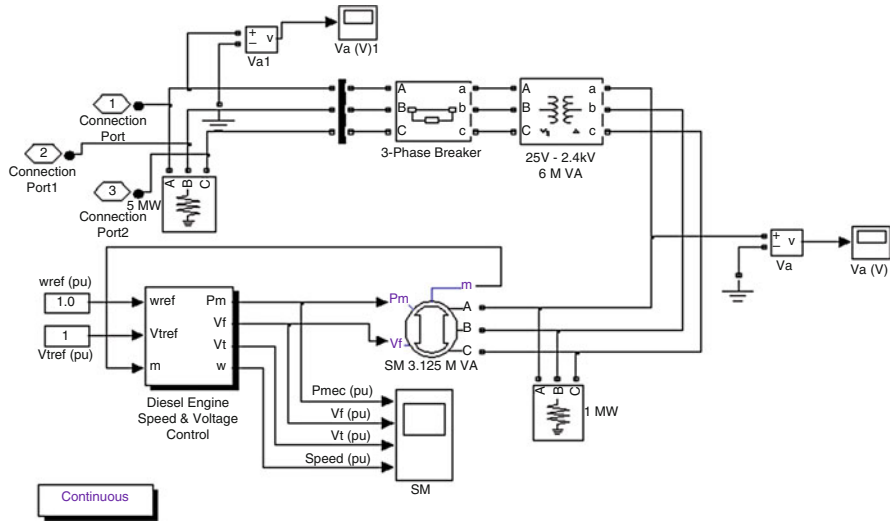 Va1
v
+
−
Va (V)1
1
Connection
Port
2
Connection
Port1
3
Connection
Port2
5 MW
A B C
A
B
C
a
b
c
3-Phase Breaker
A
B
C
a
b
c
25V - 2.4kV
6 M VA
+
−
v
Va
Va (V)
wref (pu)
1.0
1
Vtref (pu)
wref
Vtref
m
Pm
Vf
Vt
w
Diesel Engine
Speed & Voltage
Control
m
Pm
Vf
A
B
C
SM 3.125 M VA
A B C
1 MW
Pmec (pu)
Vf (pu)
Vt (pu)
Speed (pu)
SM
Continuous